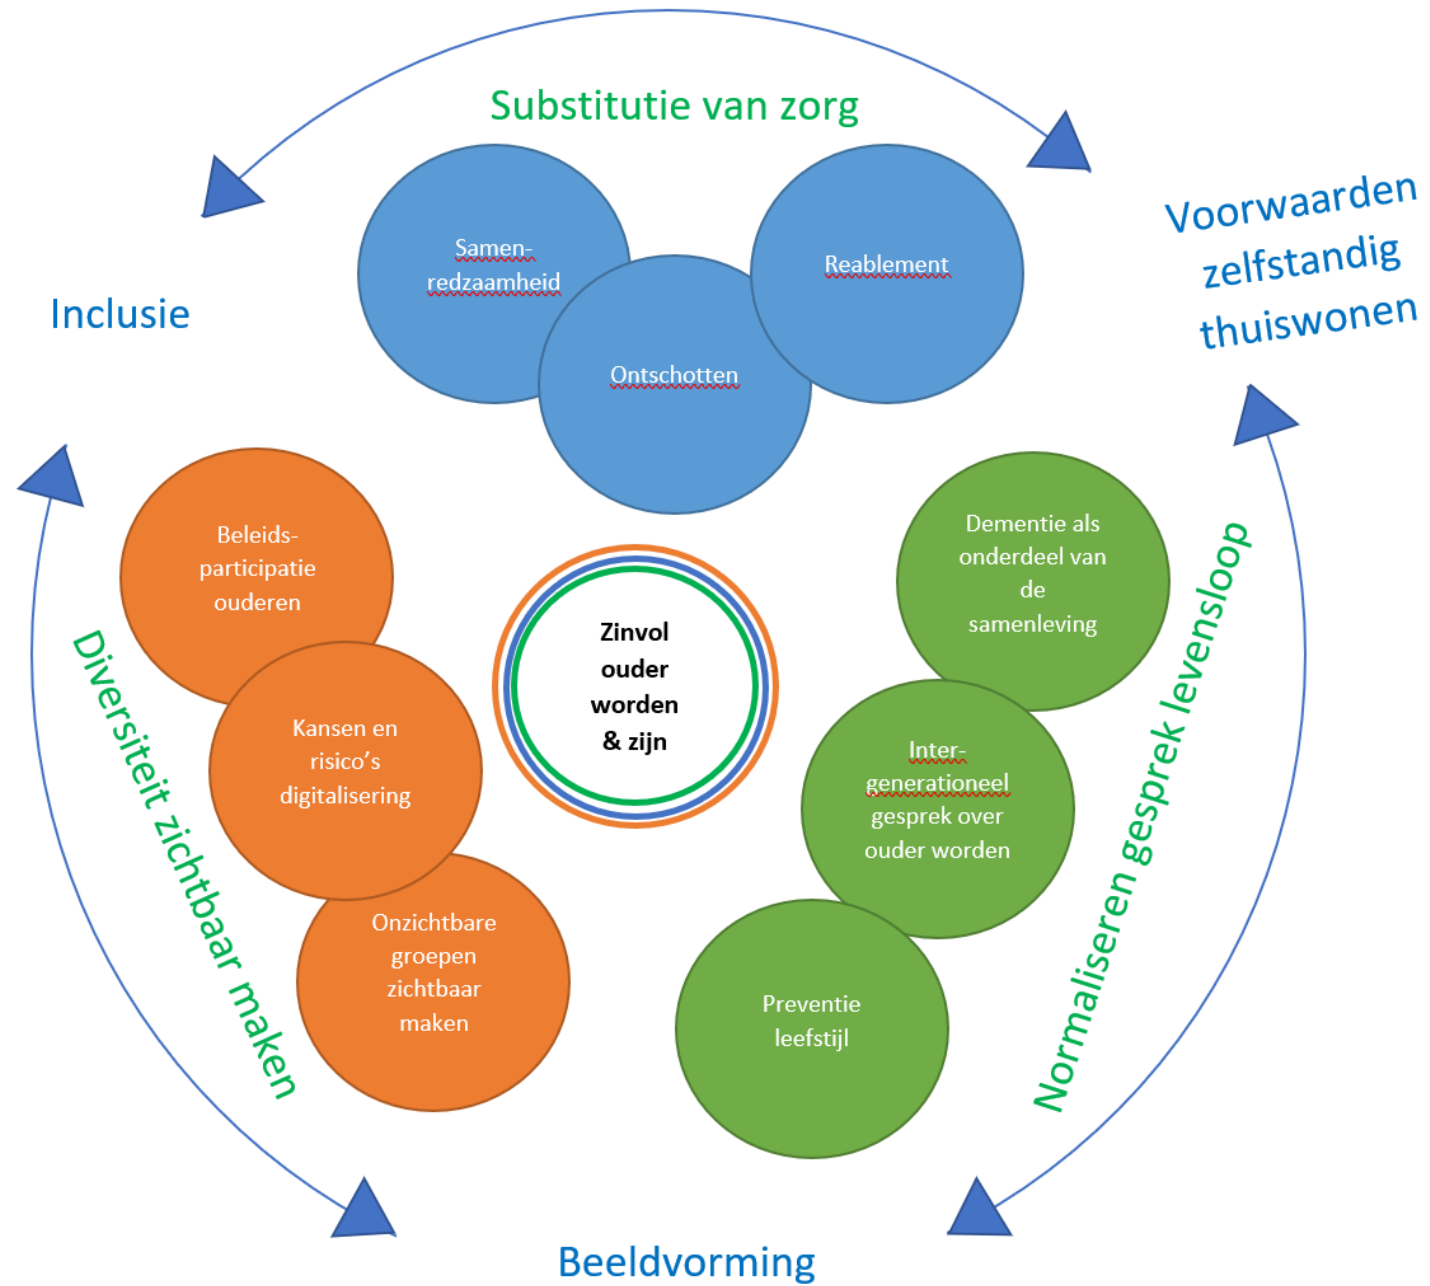 Substitutie van zorg
Samen-
redzaamheid
Ontschotten
Reablement
Voorwaarden
zelfstandig
thuiswonen
Inclusie
Beleids-
participatie
ouderen
Kansen en
risico’s
digitalisering
Onzichtbare
groepen
zichtbaar
maken
Diversiteit zichtbaar maken
Zinvol
ouder
worden
& zijn
Dementie als
onderdeel van
de
samenleving
Inter-
generationeel
gesprek over
ouder worden
Preventie
leefstijl
Normaliseren gesprek levensloop
Beeldvorming